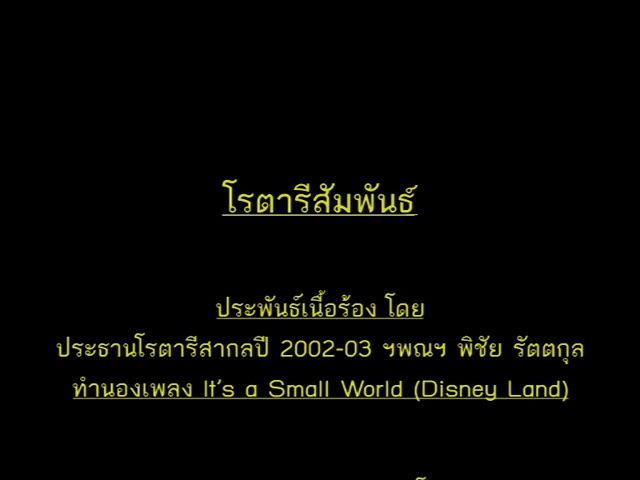 โรตารีสัมพันธ์
ประพันธ์เนื้อร้อง โดย
ประธานโรตารีสากลปี 2002-03 ฯพณฯ พิชัย รัตตกุล
ทำนองเพลง It's a Small World (Disney Land)